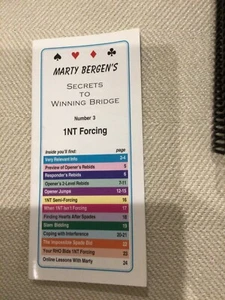 MARTY BERGEN'S
SECRETS
TO
WINNING BRIDGE
Number 3
1NT Forcing
Inside you'll find: page
Very Relevant Info 2-4
Preview of Opener's Rebids 5
Responder's Rebids 6
Opener's 2-Level Rebids 7-11
Opener Jumps 12-15
1NT Semi-Forcing 16
When 1NT Isn't Forcing 17
Finding Hearts After Spades 18
Slam Bidding 19
Coping with Interference 20-21
The Impossible Spade Bid 22
Your RHO Bids 1NT Forcing 23
Online Lessons With Marty 24